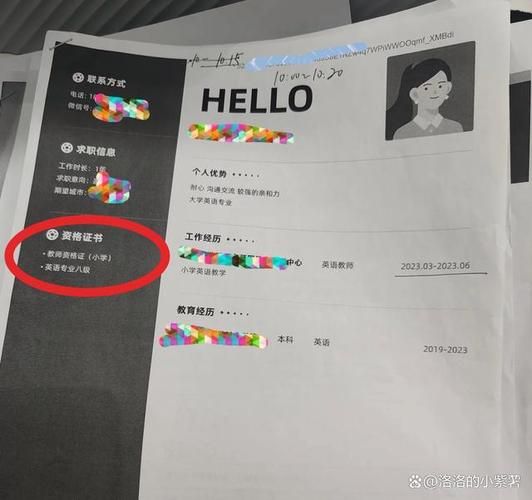 10:00~10:20
HELLO
联系方式
电话:1
微信号:
求职信息
工作时长:1年
求职意向:
期望城市:
资格证书
• 教师资格证(小学)
• 英语专业八级
个人优势
耐心 沟通交流 较强的亲和力
大学英语专业
工作经历
中心 英语教师 2023.03-2023.06
小学英语教学
教育经历
本科 英语 2019-2023
@洛洛的小紫薯